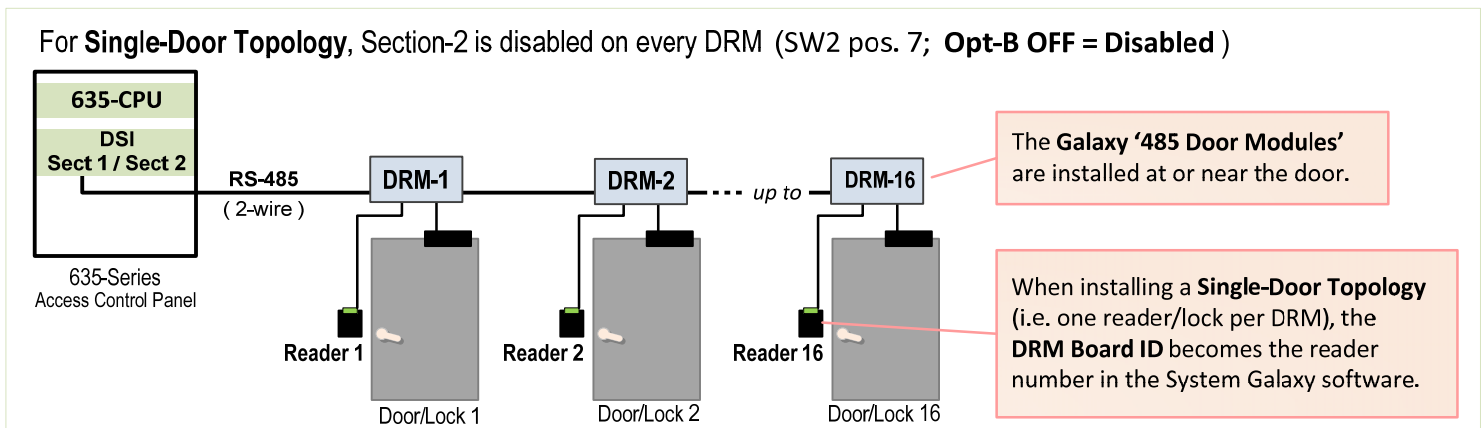 For Single-Door Topology, Section-2 is disabled on every DRM (SW2 pos. 7; Opt-B OFF = Disabled )
635-CPU
DSI
Sect 1 / Sect 2
635-Series
Access Control Panel
RS-485
( 2-wire )
DRM-1
Reader 1
Door/Lock 1
DRM-2
Reader 2
Door/Lock 2
up to
DRM-16
Reader 16
Door/Lock 16
The Galaxy ‘485 Door Modules’
are installed at or near the door.
When installing a Single-Door Topology
(i.e. one reader/lock per DRM), the
DRM Board ID becomes the reader
number in the System Galaxy software.